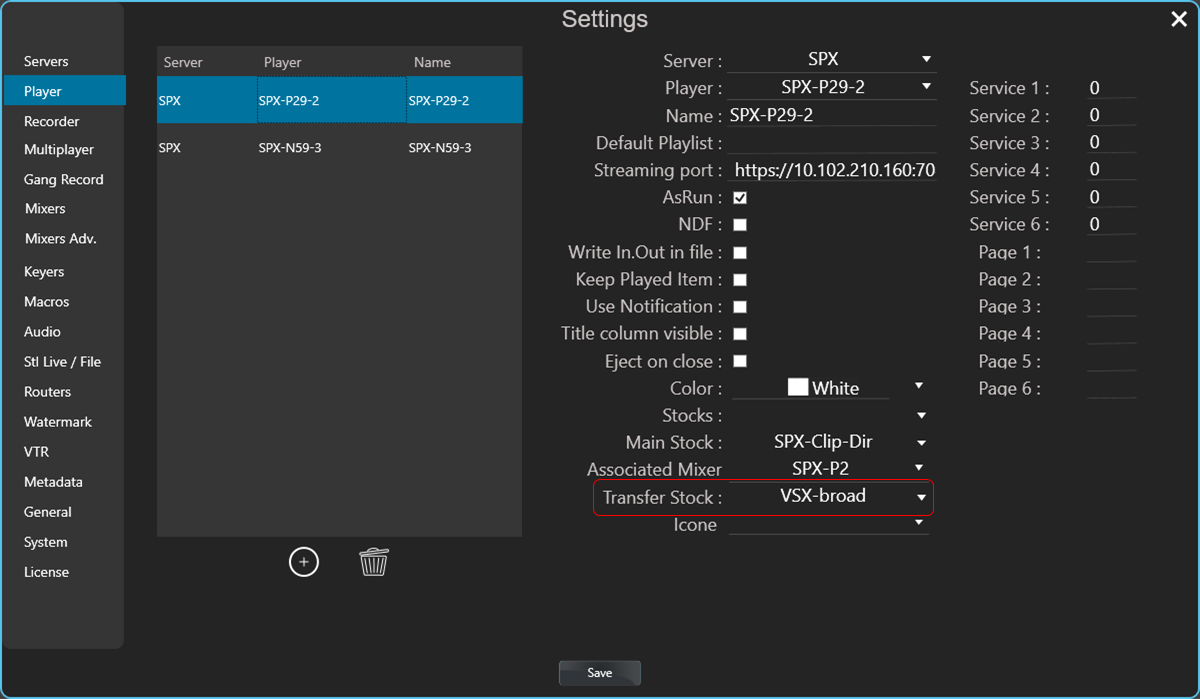 Settings
Servers
Player
Recorder
Multiplayer
Gang Record
Mixers
Mixers Adv.
Keyers
Macros
Audio
Stl Live / File
Routers
Watermark
VTR
Metadata
General
System
License
Server Player Name
SPX SPX-P29-2 SPX-P29-2
SPX SPX-N59-3 SPX-N59-3
Server : SPX
Player : SPX-P29-2
Name : SPX-P29-2
Default Playlist :
Streaming port : https://10.102.210.160:70
AsRun :
NDF :
Write In.Out in file :
Keep Played Item :
Use Notification :
Title column visible :
Eject on close :
Color : White
Stocks :
Main Stock : SPX-Clip-Dir
Associated Mixer SPX-P2
Transfer Stock : VSX-broad
Icone
Service 1 : 0
Service 2 : 0
Service 3 : 0
Service 4 : 0
Service 5 : 0
Service 6 : 0
Page 1 :
Page 2 :
Page 3 :
Page 4 :
Page 5 :
Page 6 :
Save